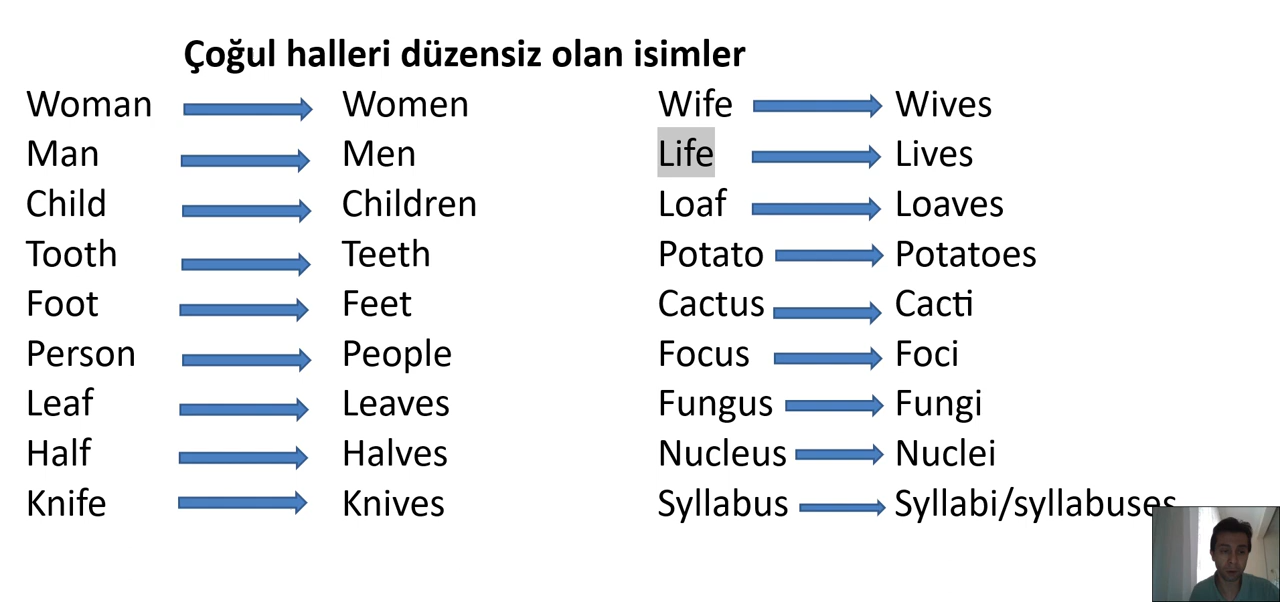 Çoğul halleri düzensiz olan isimler
Woman Women
Man Men
Child Children
Tooth Teeth
Foot Feet
Person People
Leaf Leaves
Half Halves
Knife Knives
Wife Wives
Life Lives
Loaf Loaves
Potato Potatoes
Cactus Cacti
Focus Foci
Fungus Fungi
Nucleus Nuclei
Syllabus Syllabi/syllabuses